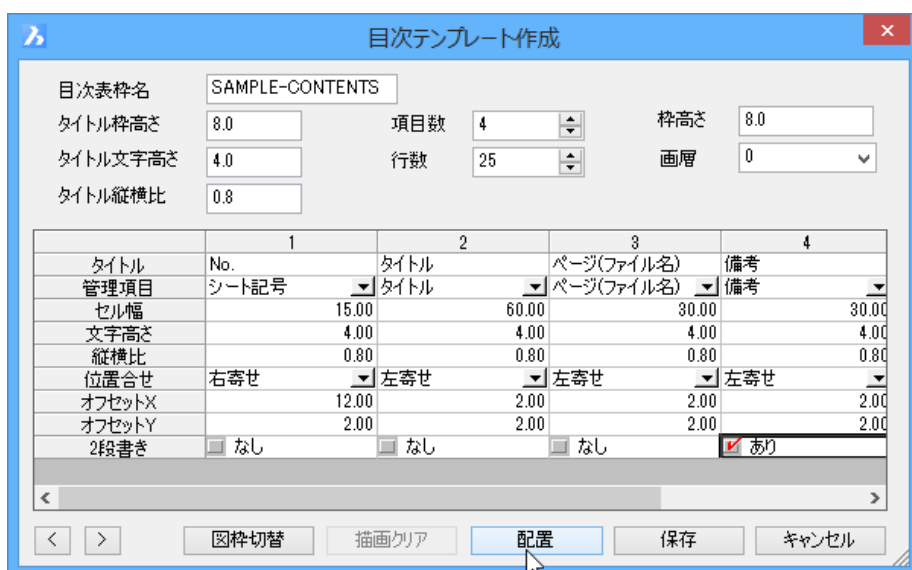 目次テンプレート作成
目次表枠名 SAMPLE-CONTENTS
タイトル枠高さ 8.0 項目数 4 枠高さ 8.0
タイトル文字高さ 4.0 行数 25 画層 0
タイトル縦横比 0.8
1 2 3 4
タイトル No. タイトル ページ(ファイル名) 備考
管理項目 シート記号 タイトル ページ(ファイル名) 備考
セル幅 15.00 60.00 30.00 30.00
文字高さ 4.00 4.00 4.00 4.00
縦横比 0.80 0.80 0.80 0.80
位置合せ 右寄せ 左寄せ 左寄せ 左寄せ
オフセットX 12.00 2.00 2.00 2.00
オフセットY 2.00 2.00 2.00 2.00
2段書き なし なし なし あり
< > 図枠切替 描画クリア 配置 保存 キャンセル